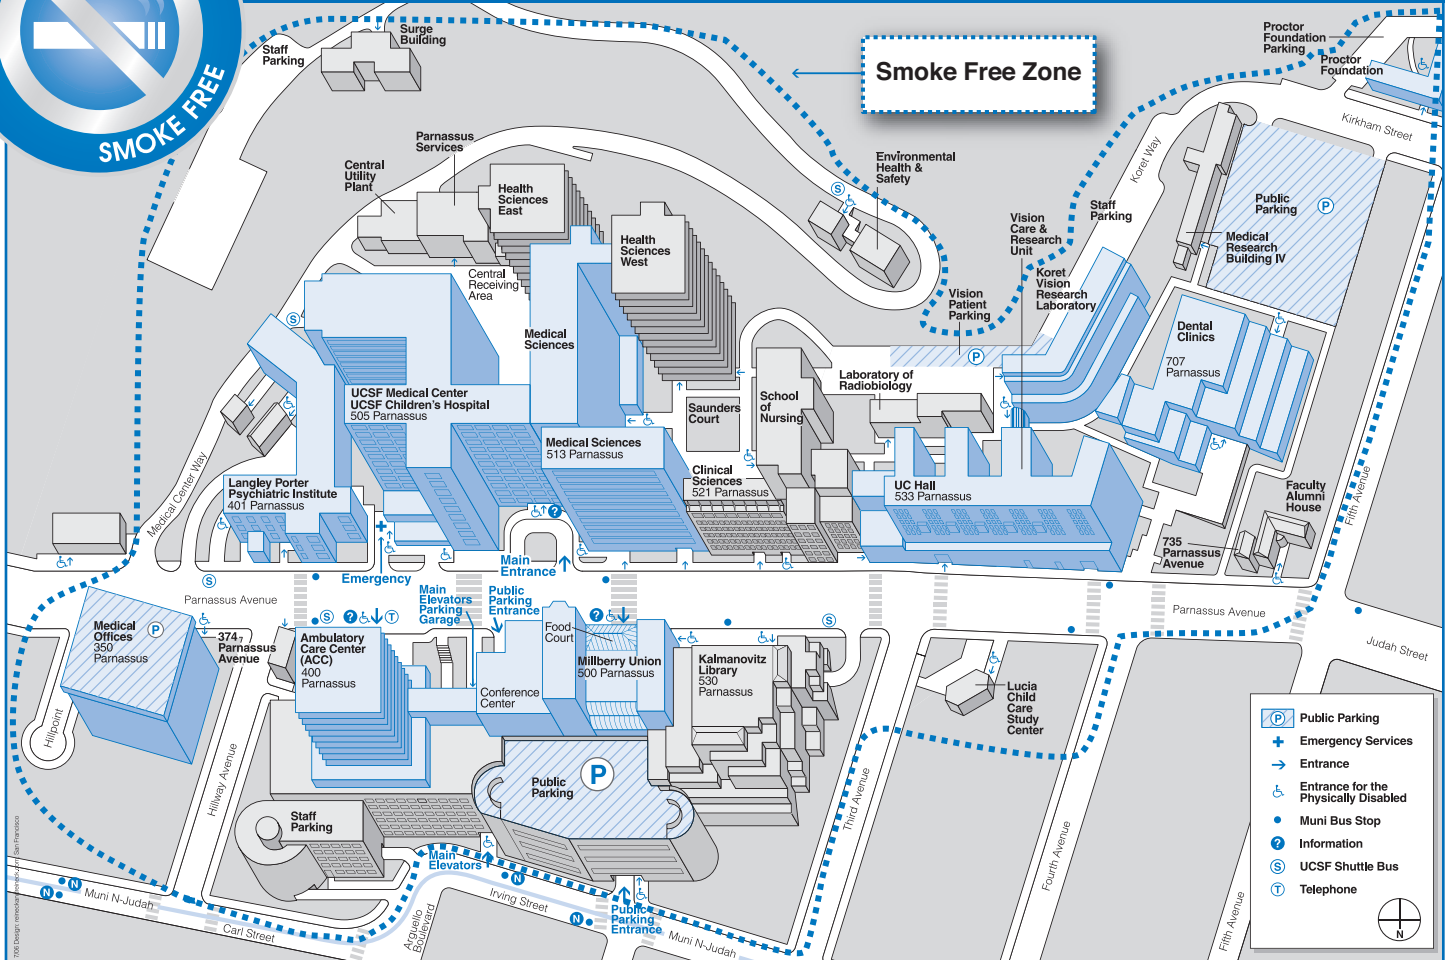 SMOKE FREE
Staff
Parking
Surge
Building
Smoke Free Zone
Proctor
Foundation
Parking
Proctor
Foundation
Kirkham Street
Koret Way
Parnassus
Services
Central
Utility
Plant
Health
Sciences
East
Health
Sciences
West
Environmental
Health &
Safety
S
Staff
Parking
Vision
Care &
Research
Unit
Public
Parking
P
Medical
Research
Building IV
Central
Receiving
Area
Koret
Vision
Research
Laboratory
Vision
Patient
Parking
P
S
Medical
Sciences
Dental
Clinics
707
Parnassus
Laboratory of
Radiobiology
UCSF Medical Center
UCSF Children's Hospital
505 Parnassus
Saunders
Court
School
of
Nursing
Medical Sciences
513 Parnassus
Clinical
Sciences
521 Parnassus
UC Hall
533 Parnassus
Langley Porter
Psychiatric Institute
401 Parnassus
Medical Center Way
Faculty
Alumni
House
Fifth Avenue
735
Parnassus
Avenue
?
Emergency
Main
Entrance
S
Parnassus Avenue
Main
Elevators
Parking
Garage
Public
Parking
Entrance
Parnassus Avenue
Judah Street
Medical
Offices
350
Parnassus
P
374
Parnassus
Avenue
S
?
T
Ambulatory
Care Center
(ACC)
400
Parnassus
Food
Court
?
Millberry Union
500 Parnassus
Conference
Center
S
Kalmanovitz
Library
530
Parnassus
Lucia
Child
Care
Study
Center
Hillpoint
Hillway Avenue
Public
Parking
P
Staff
Parking
Third Avenue
Fourth Avenue
Fifth Avenue
Main
Elevators
N
N
Muni N-Judah
Carl Street
Arguello
Boulevard
N
Irving Street
N
Public
Parking
Entrance
Muni N-Judah
P
Public Parking
Emergency Services
Entrance
Entrance for the
Physically Disabled
Muni Bus Stop
?
Information
S
UCSF Shuttle Bus
T
Telephone
N